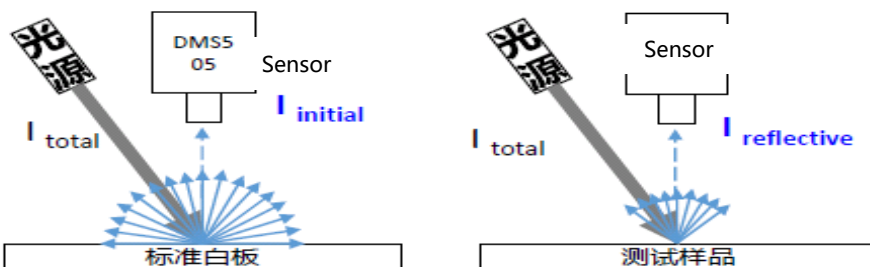 光源
DMS5
05
Sensor
I initial
I total
标准白板
光源
Sensor
I reflective
I total
测试样品